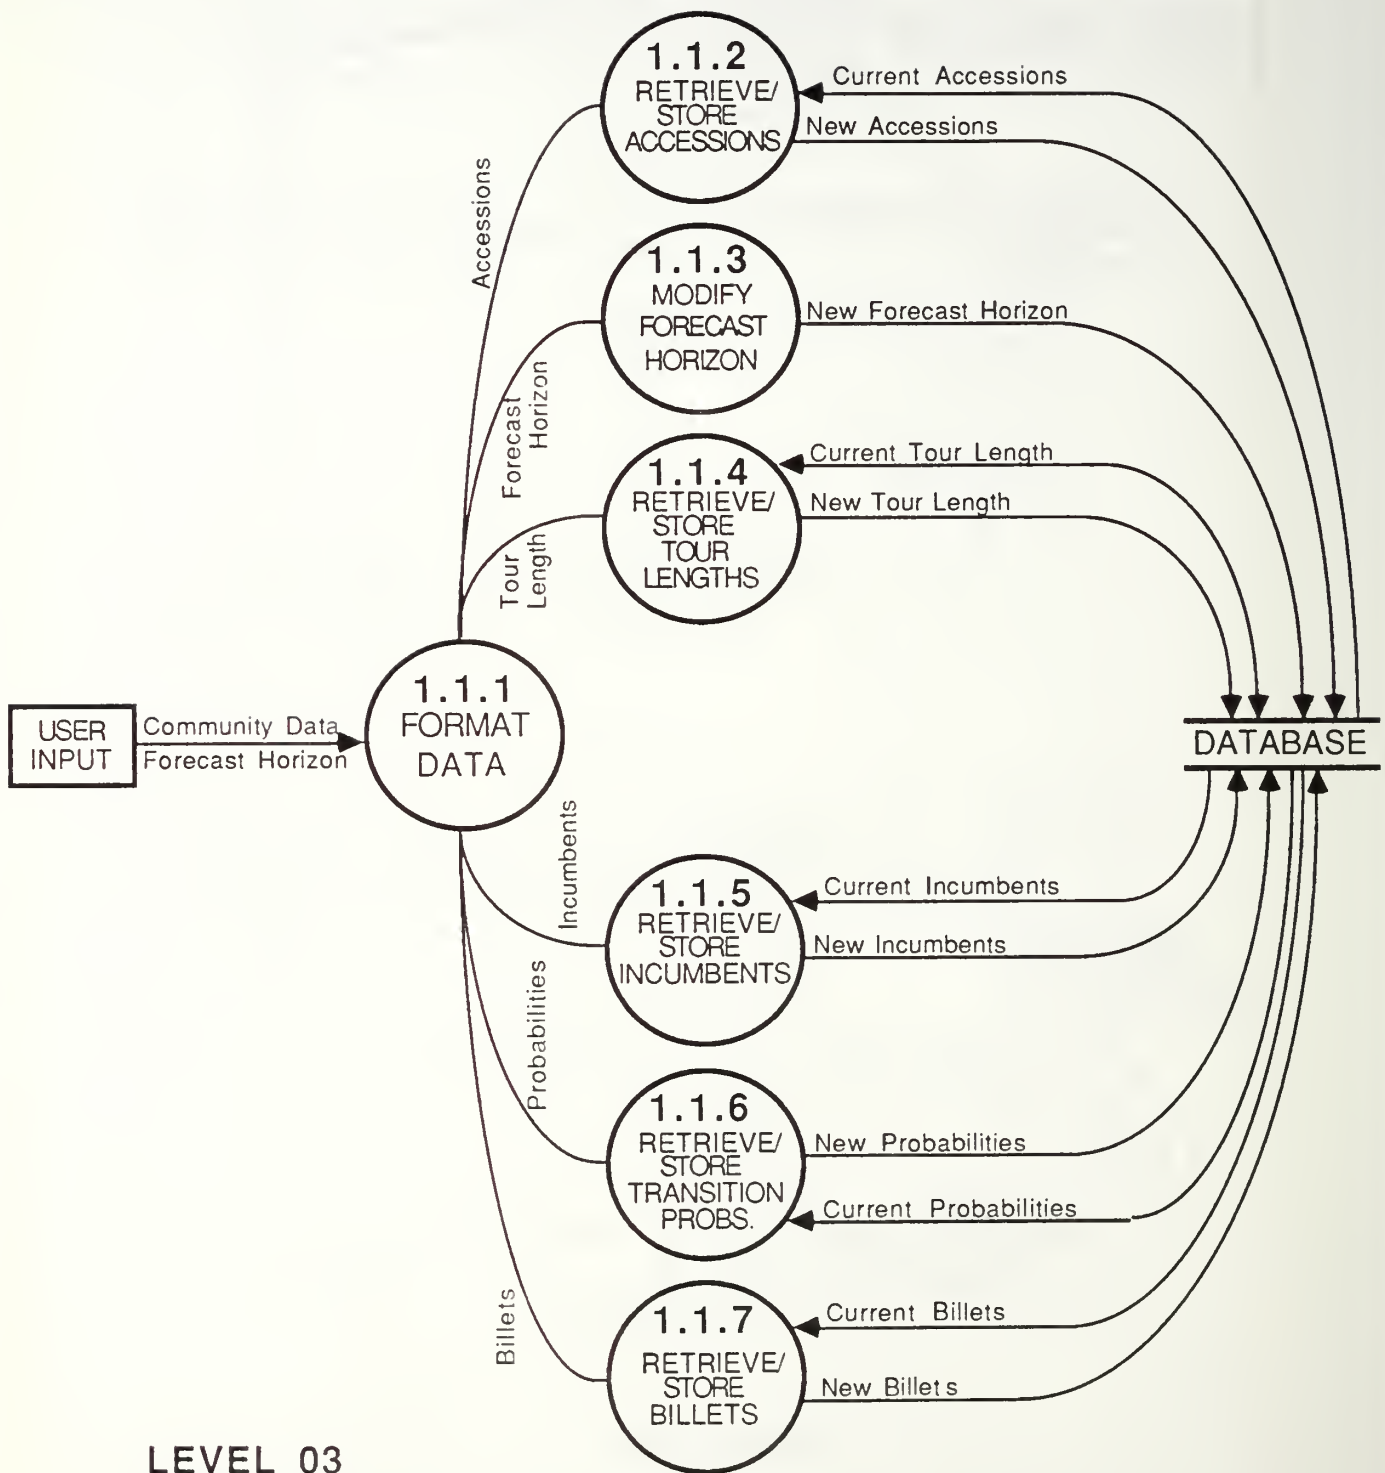 1.1.2
RETRIEVE/
STORE
ACCESSIONS
Current Accessions
New Accessions
Accessions
1.1.3
MODIFY
FORECAST
HORIZON
New Forecast Horizon
Forecast
Horizon
1.1.4
RETRIEVE/
STORE
TOUR
LENGTHS
Current Tour Length
New Tour Length
Tour
Length
1.1.1
FORMAT
DATA
USER
INPUT
Community Data
Forecast Horizon
DATABASE
Incumbents
1.1.5
RETRIEVE/
STORE
INCUMBENTS
Current Incumbents
New Incumbents
Probabilities
1.1.6
RETRIEVE/
STORE
TRANSITION
PROBS.
New Probabilities
Current Probabilities
Billets
1.1.7
RETRIEVE/
STORE
BILLETS
Current Billets
New Billets
LEVEL 03